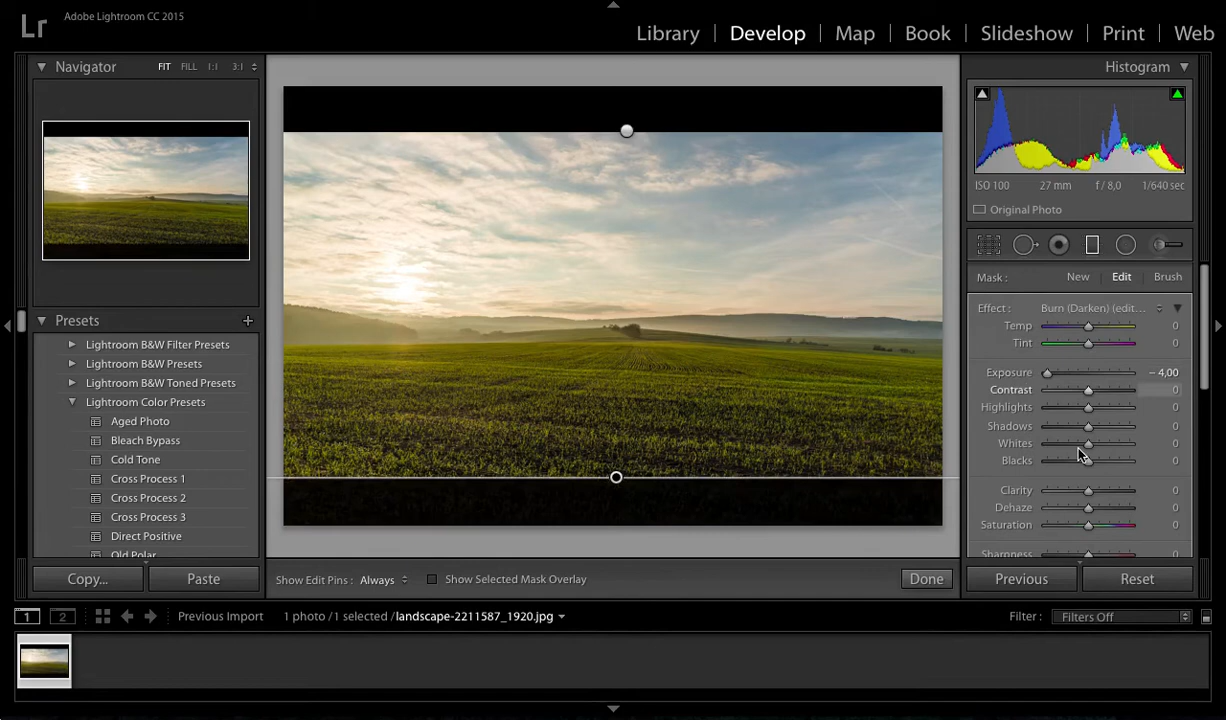 Lr Adobe Lightroom CC 2015
Library Develop Map Book Slideshow Print Web
Navigator FIT FILL 1:1 3:1
Histogram
ISO 100 27 mm f / 8,0 1/640 sec
Original Photo
Mask : New Edit Brush
Effect : Burn (Darken) (edit...
Temp 0
Tint 0
Exposure – 4,00
Contrast 0
Highlights 0
Shadows 0
Whites 0
Blacks 0
Clarity 0
Dehaze 0
Saturation 0
Sharpness 0
Presets +
Lightroom B&W Filter Presets
Lightroom B&W Presets
Lightroom B&W Toned Presets
Lightroom Color Presets
Aged Photo
Bleach Bypass
Cold Tone
Cross Process 1
Cross Process 2
Cross Process 3
Direct Positive
Old Polar
Copy... Paste
Show Edit Pins : Always Show Selected Mask Overlay Done
Previous Reset
1 2 Previous Import 1 photo /1 selected /landscape-2211587_1920.jpg Filter : Filters Off